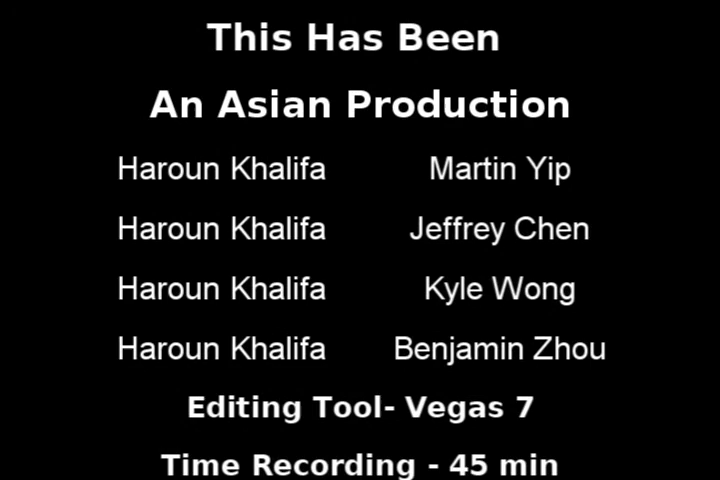 This Has Been
An Asian Production
Haroun Khalifa Martin Yip
Haroun Khalifa Jeffrey Chen
Haroun Khalifa Kyle Wong
Haroun Khalifa Benjamin Zhou
Editing Tool- Vegas 7
Time Recording - 45 min